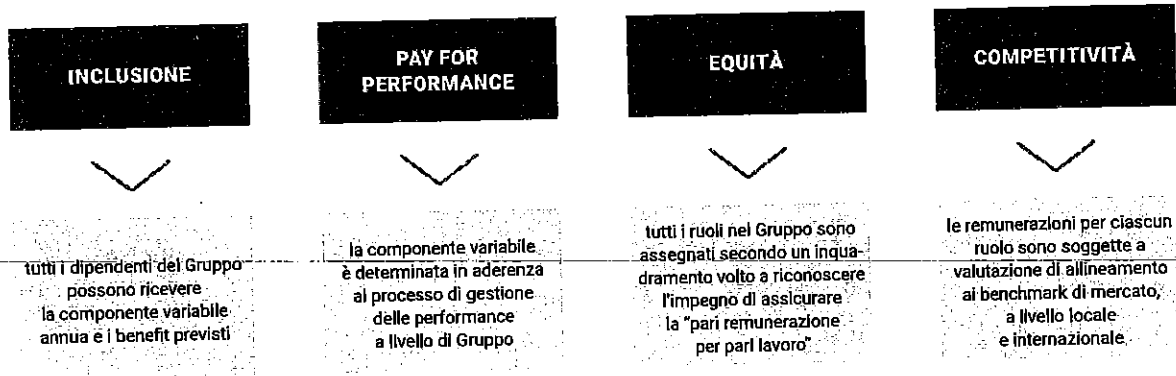 INCLUSIONE
tutti i dipendenti del Gruppo
possono ricevere
la componente variabile
annua e i benefit previsti
PAY FOR
PERFORMANCE
la componente variabile
è determinata in aderenza
al processo di gestione
delle performance
a livello di Gruppo
EQUITÀ
tutti i ruoli nel Gruppo sono
assegnati secondo un inqua-
dramento volto a riconoscere
l'impegno di assicurare
la "pari remunerazione
per pari lavoro"
COMPETITIVITÀ
le remunerazioni per ciascun
ruolo sono soggette a
valutazione di allineamento
ai benchmark di mercato,
a livello locale
e internazionale